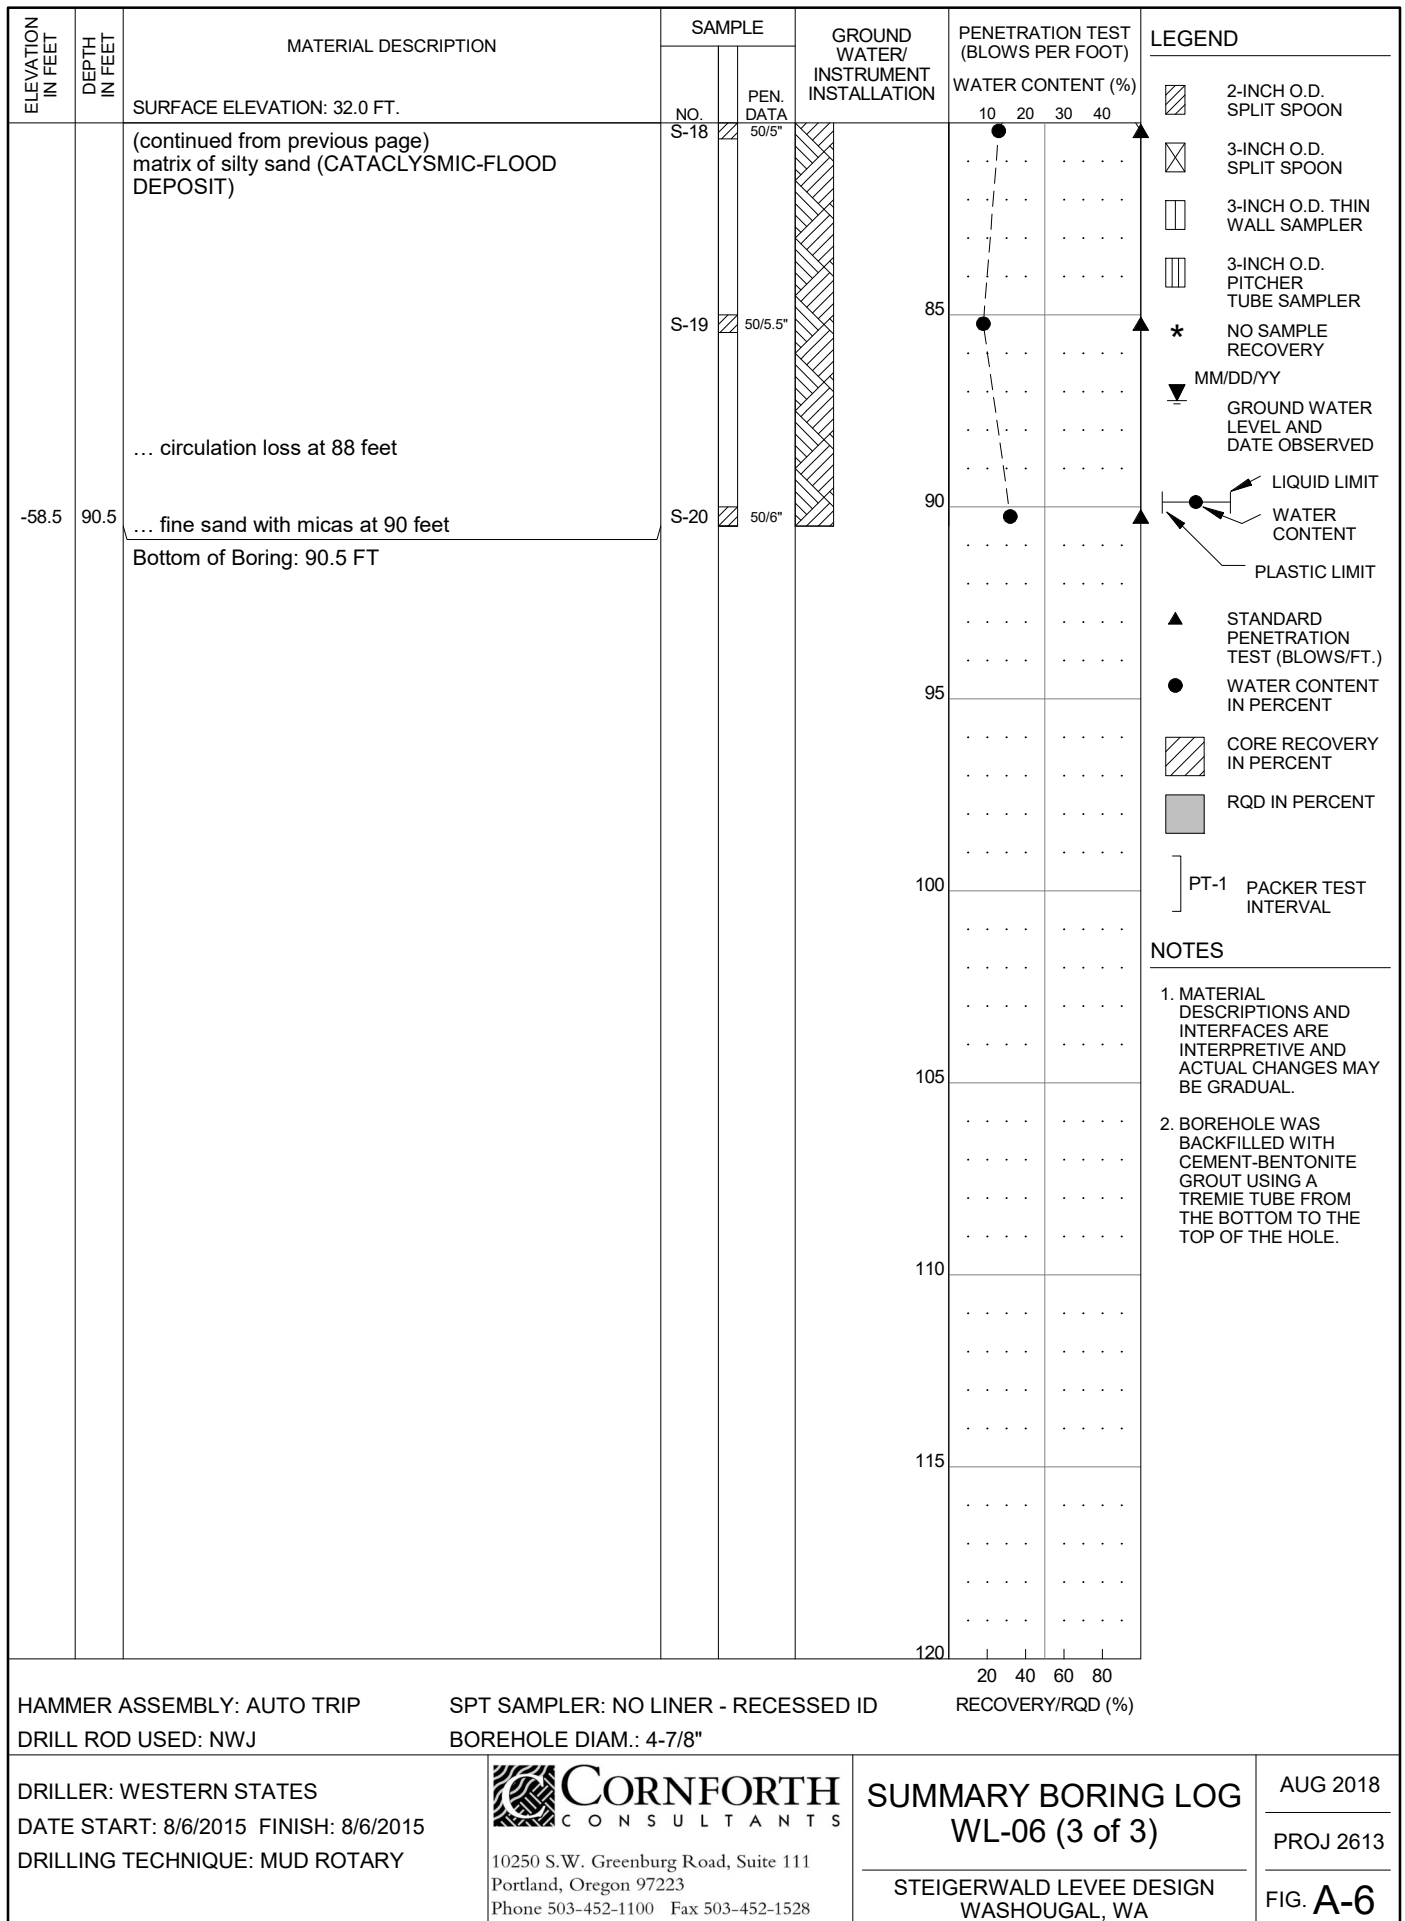 ELEVATION
IN FEET
DEPTH
IN FEET
MATERIAL DESCRIPTION
SURFACE ELEVATION: 32.0 FT.
SAMPLE
NO.
PEN.
DATA
GROUND
WATER/
INSTRUMENT
INSTALLATION
PENETRATION TEST
(BLOWS PER FOOT)
WATER CONTENT (%)
10 20 30 40
(continued from previous page)
matrix of silty sand (CATACLYSMIC-FLOOD
DEPOSIT)
S-18 50/5"
85
S-19 50/5.5"
... circulation loss at 88 feet
90
-58.5 90.5 ... fine sand with micas at 90 feet S-20 50/6"
Bottom of Boring: 90.5 FT
95
100
105
110
115
120
20 40 60 80
RECOVERY/RQD (%)
LEGEND
2-INCH O.D.
SPLIT SPOON
3-INCH O.D.
SPLIT SPOON
3-INCH O.D. THIN
WALL SAMPLER
3-INCH O.D.
PITCHER
TUBE SAMPLER
* NO SAMPLE
RECOVERY
MM/DD/YY
GROUND WATER
LEVEL AND
DATE OBSERVED
LIQUID LIMIT
WATER
CONTENT
PLASTIC LIMIT
STANDARD
PENETRATION
TEST (BLOWS/FT.)
WATER CONTENT
IN PERCENT
CORE RECOVERY
IN PERCENT
RQD IN PERCENT
PT-1 PACKER TEST
INTERVAL
NOTES
1. MATERIAL
DESCRIPTIONS AND
INTERFACES ARE
INTERPRETIVE AND
ACTUAL CHANGES MAY
BE GRADUAL.
2. BOREHOLE WAS
BACKFILLED WITH
CEMENT-BENTONITE
GROUT USING A
TREMIE TUBE FROM
THE BOTTOM TO THE
TOP OF THE HOLE.
HAMMER ASSEMBLY: AUTO TRIP SPT SAMPLER: NO LINER - RECESSED ID
DRILL ROD USED: NWJ BOREHOLE DIAM.: 4-7/8"
DRILLER: WESTERN STATES
DATE START: 8/6/2015 FINISH: 8/6/2015
DRILLING TECHNIQUE: MUD ROTARY
CORNFORTH
CONSULTANTS
10250 S.W. Greenburg Road, Suite 111
Portland, Oregon 97223
Phone 503-452-1100 Fax 503-452-1528
SUMMARY BORING LOG
WL-06 (3 of 3)
STEIGERWALD LEVEE DESIGN
WASHOUGAL, WA
AUG 2018
PROJ 2613
FIG. A-6